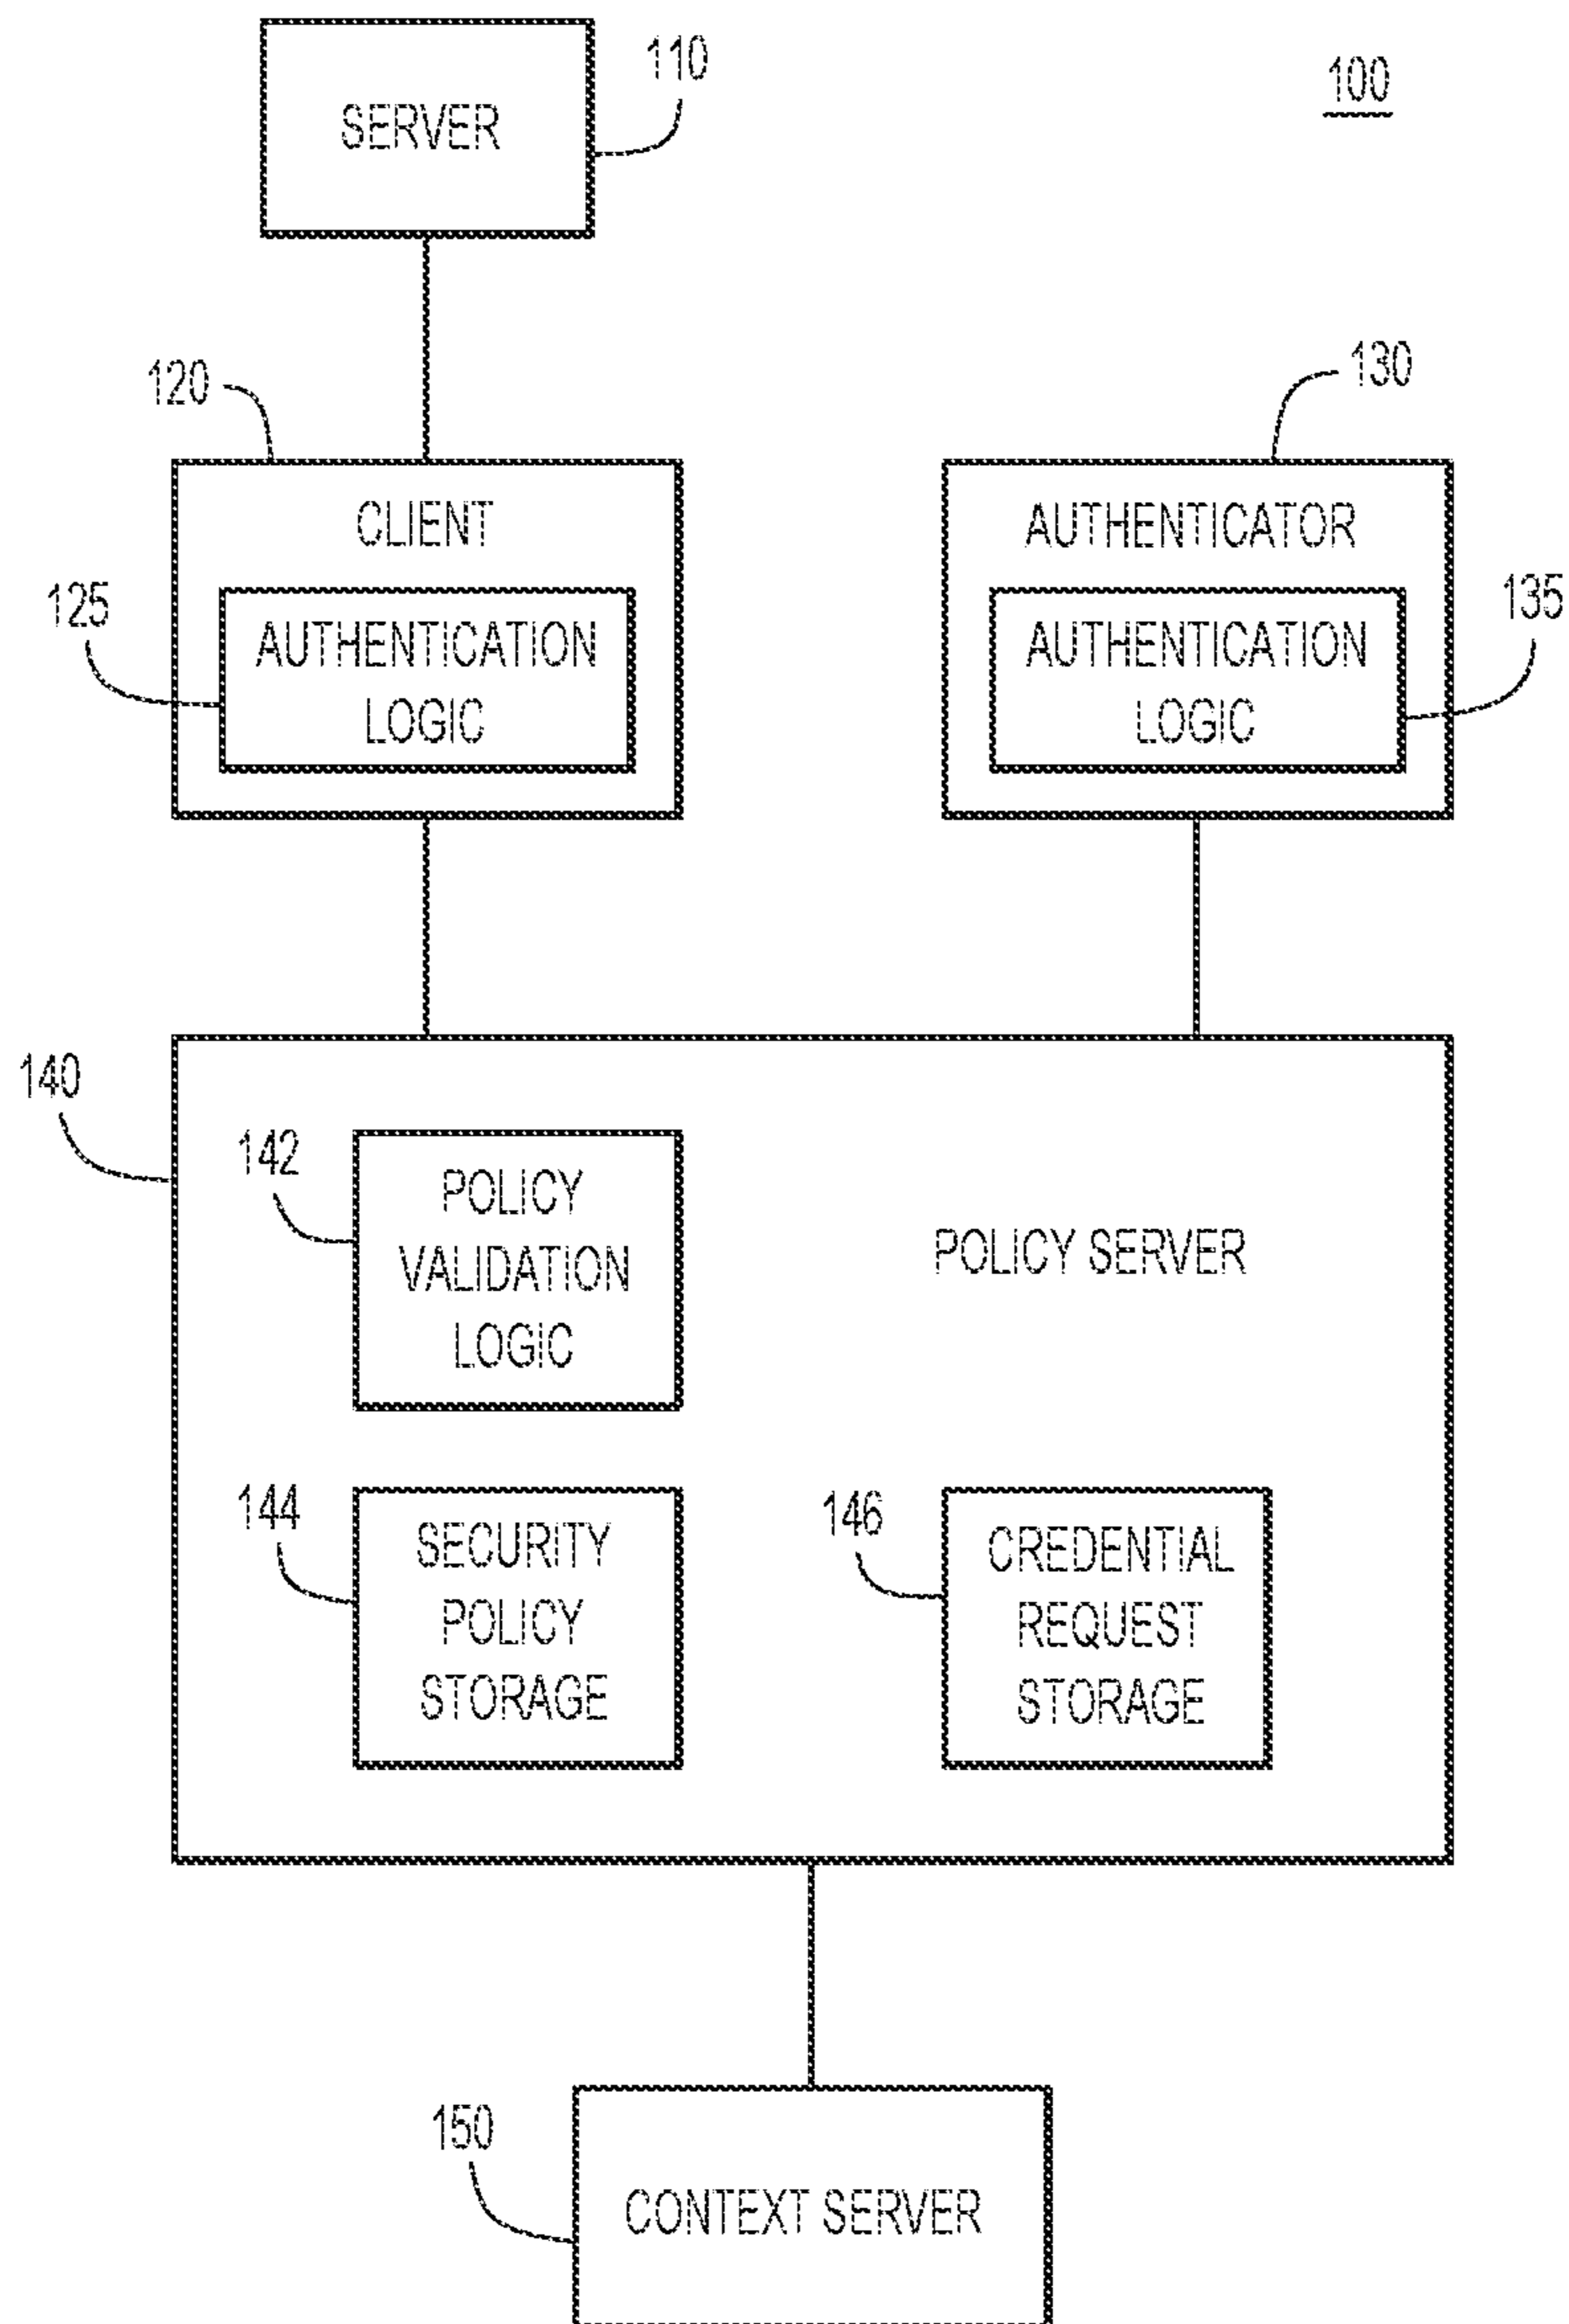 110
100
SERVER
120
130
CLIENT
AUTHENTICATOR
125
135
AUTHENTICATION
LOGIC
AUTHENTICATION
LOGIC
140
142
POLICY
VALIDATION
LOGIC
POLICY SERVER
144
SECURITY
POLICY
STORAGE
146
CREDENTIAL
REQUEST
STORAGE
150
CONTEXT SERVER